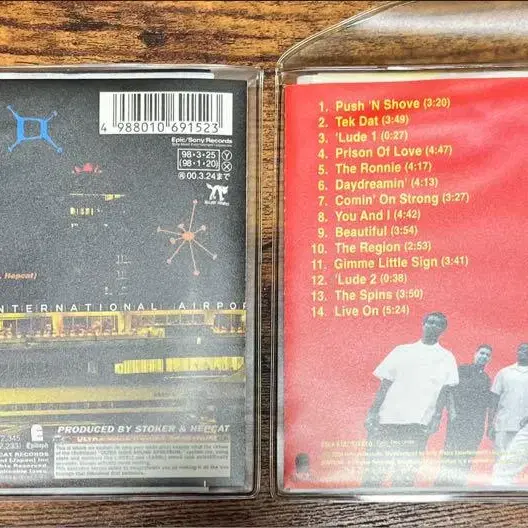 4 988010 691523
Epic/Sony Records
98・3・25 Y
(98・1・20) X
00.3.24まで
Hepcat)
NTERNATIONAL AIRPO
PRODUCED BY STOKER & HEPCAT
Epitaph
1. Push 'N Shove (3:20)
2. Tek Dat (3:49)
3. 'Lude 1 (0:27)
4. Prison Of Love (4:47)
5. The Ronnie (4:17)
6. Daydreamin' (4:13)
7. Comin' On Strong (3:27)
8. You And I (4:42)
9. Beautiful (3:54)
10. The Region (2:53)
11. Gimme Little Sign (3:41)
12. 'Lude 2 (0:38)
13. The Spins (3:50)
14. Live On (5:24)